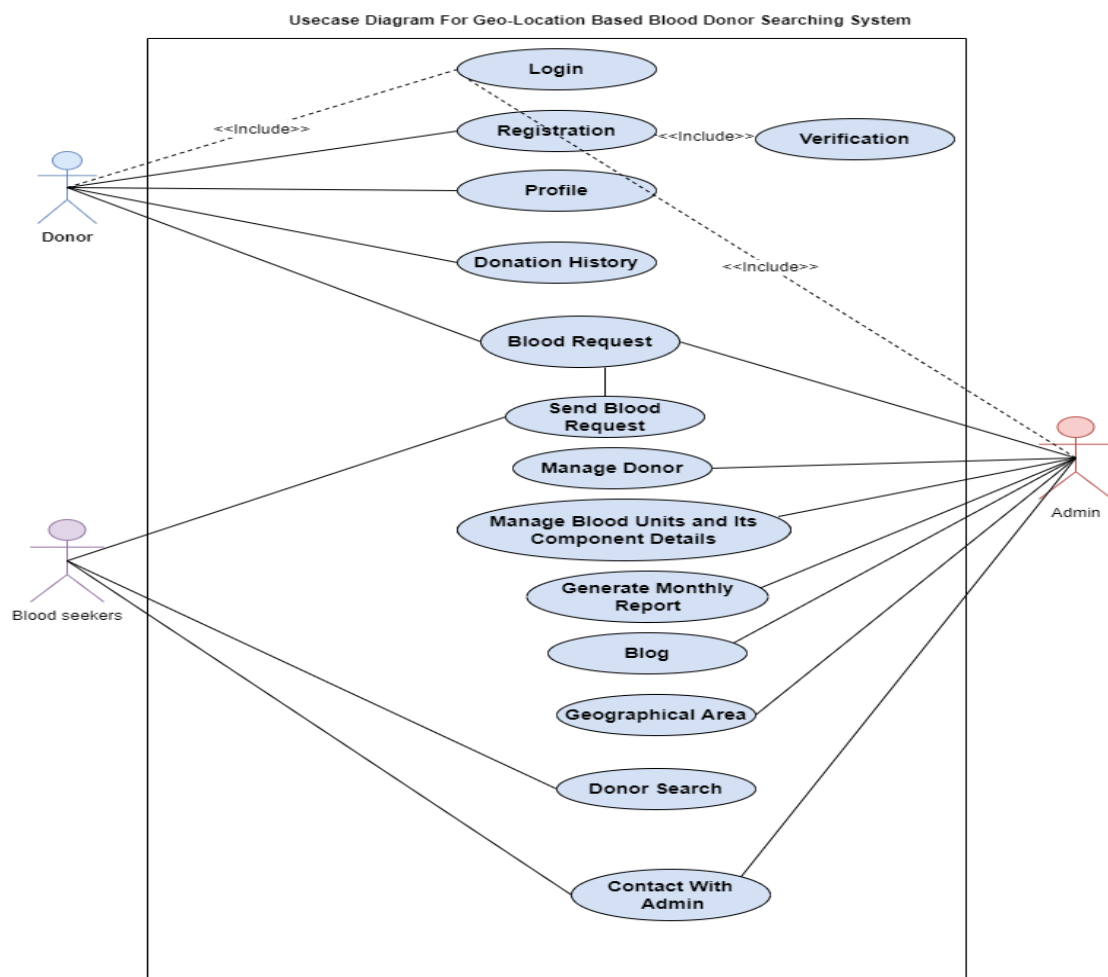 Usecase Diagram For Geo-Location Based Blood Donor Searching System
Login
<<Include>>
Registration
<<Include>>
Verification
Profile
Donor
Donation History
<<Include>>
Blood Request
Send Blood
Request
Manage Donor
Admin
Manage Blood Units and Its
Component Details
Generate Monthly
Report
Blood seekers
Blog
Geographical Area
Donor Search
Contact With
Admin